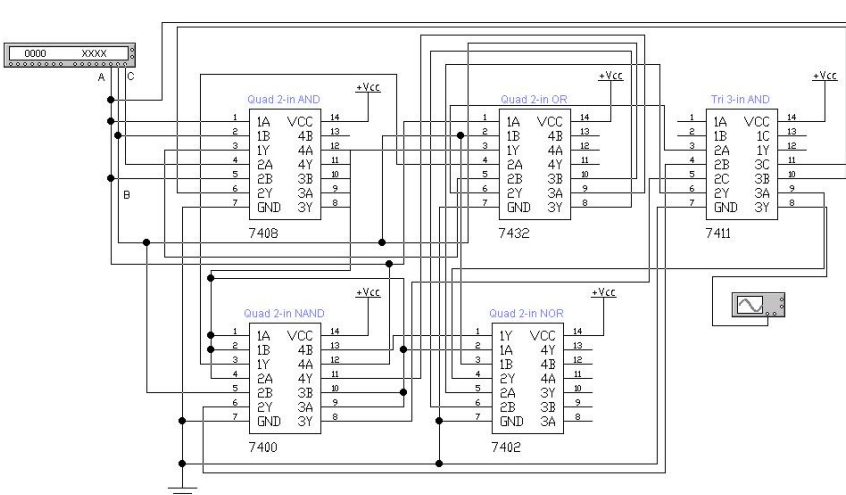 0000 XXXX
A C
B
+Vcc +Vcc +Vcc
Quad 2-in AND
1 1A VCC 14
2 1B 4B 13
3 1Y 4A 12
4 2A 4Y 11
5 2B 3B 10
6 2Y 3A 9
7 GND 3Y 8
7408
Quad 2-in OR
1 1A VCC 14
2 1B 4B 13
3 1Y 4A 12
4 2A 4Y 11
5 2B 3B 10
6 2Y 3A 9
7 GND 3Y 8
7432
Tri 3-in AND
1 1A VCC 14
2 1B 1C 13
3 2A 1Y 12
4 2B 3C 11
5 2C 3B 10
6 2Y 3A 9
7 GND 3Y 8
7411
+Vcc +Vcc
Quad 2-in NAND
1 1A VCC 14
2 1B 4B 13
3 1Y 4A 12
4 2A 4Y 11
5 2B 3B 10
6 2Y 3A 9
7 GND 3Y 8
7400
Quad 2-in NOR
1 1Y VCC 14
2 1A 4Y 13
3 1B 4B 12
4 2Y 4A 11
5 2A 3Y 10
6 2B 3B 9
7 GND 3A 8
7402